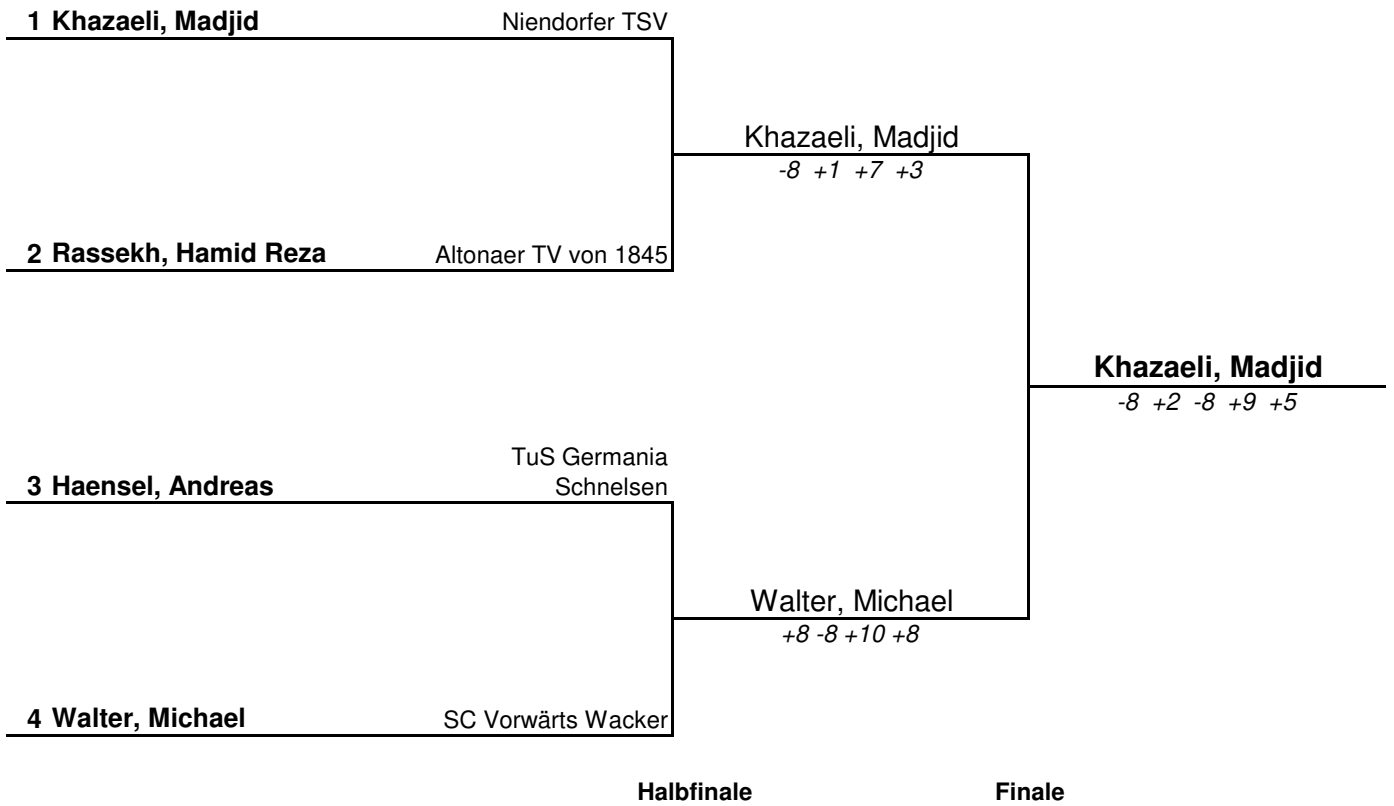 1 Khazaeli, Madjid Niendorfer TSV
Khazaeli, Madjid
-8 +1 +7 +3
2 Rassekh, Hamid Reza Altonaer TV von 1845
Khazaeli, Madjid
-8 +2 -8 +9 +5
TuS Germania
3 Haensel, Andreas Schnelsen
Walter, Michael
+8 -8 +10 +8
4 Walter, Michael SC Vorwärts Wacker
Halbfinale Finale